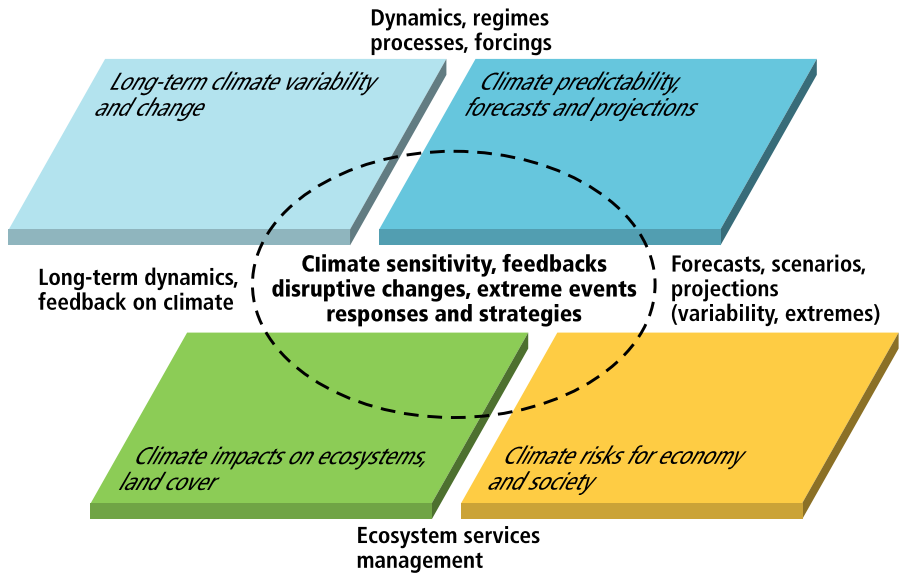 Dynamics, regimes
processes, forcings
Long-term climate variability
and change
Climate predictability,
forecasts and projections
Long-term dynamics,
feedback on climate
Climate sensitivity, feedbacks
disruptive changes, extreme events
responses and strategies
Forecasts, scenarios,
projections
(variability, extremes)
Climate impacts on ecosystems,
land cover
Climate risks for economy
and society
Ecosystem services
management